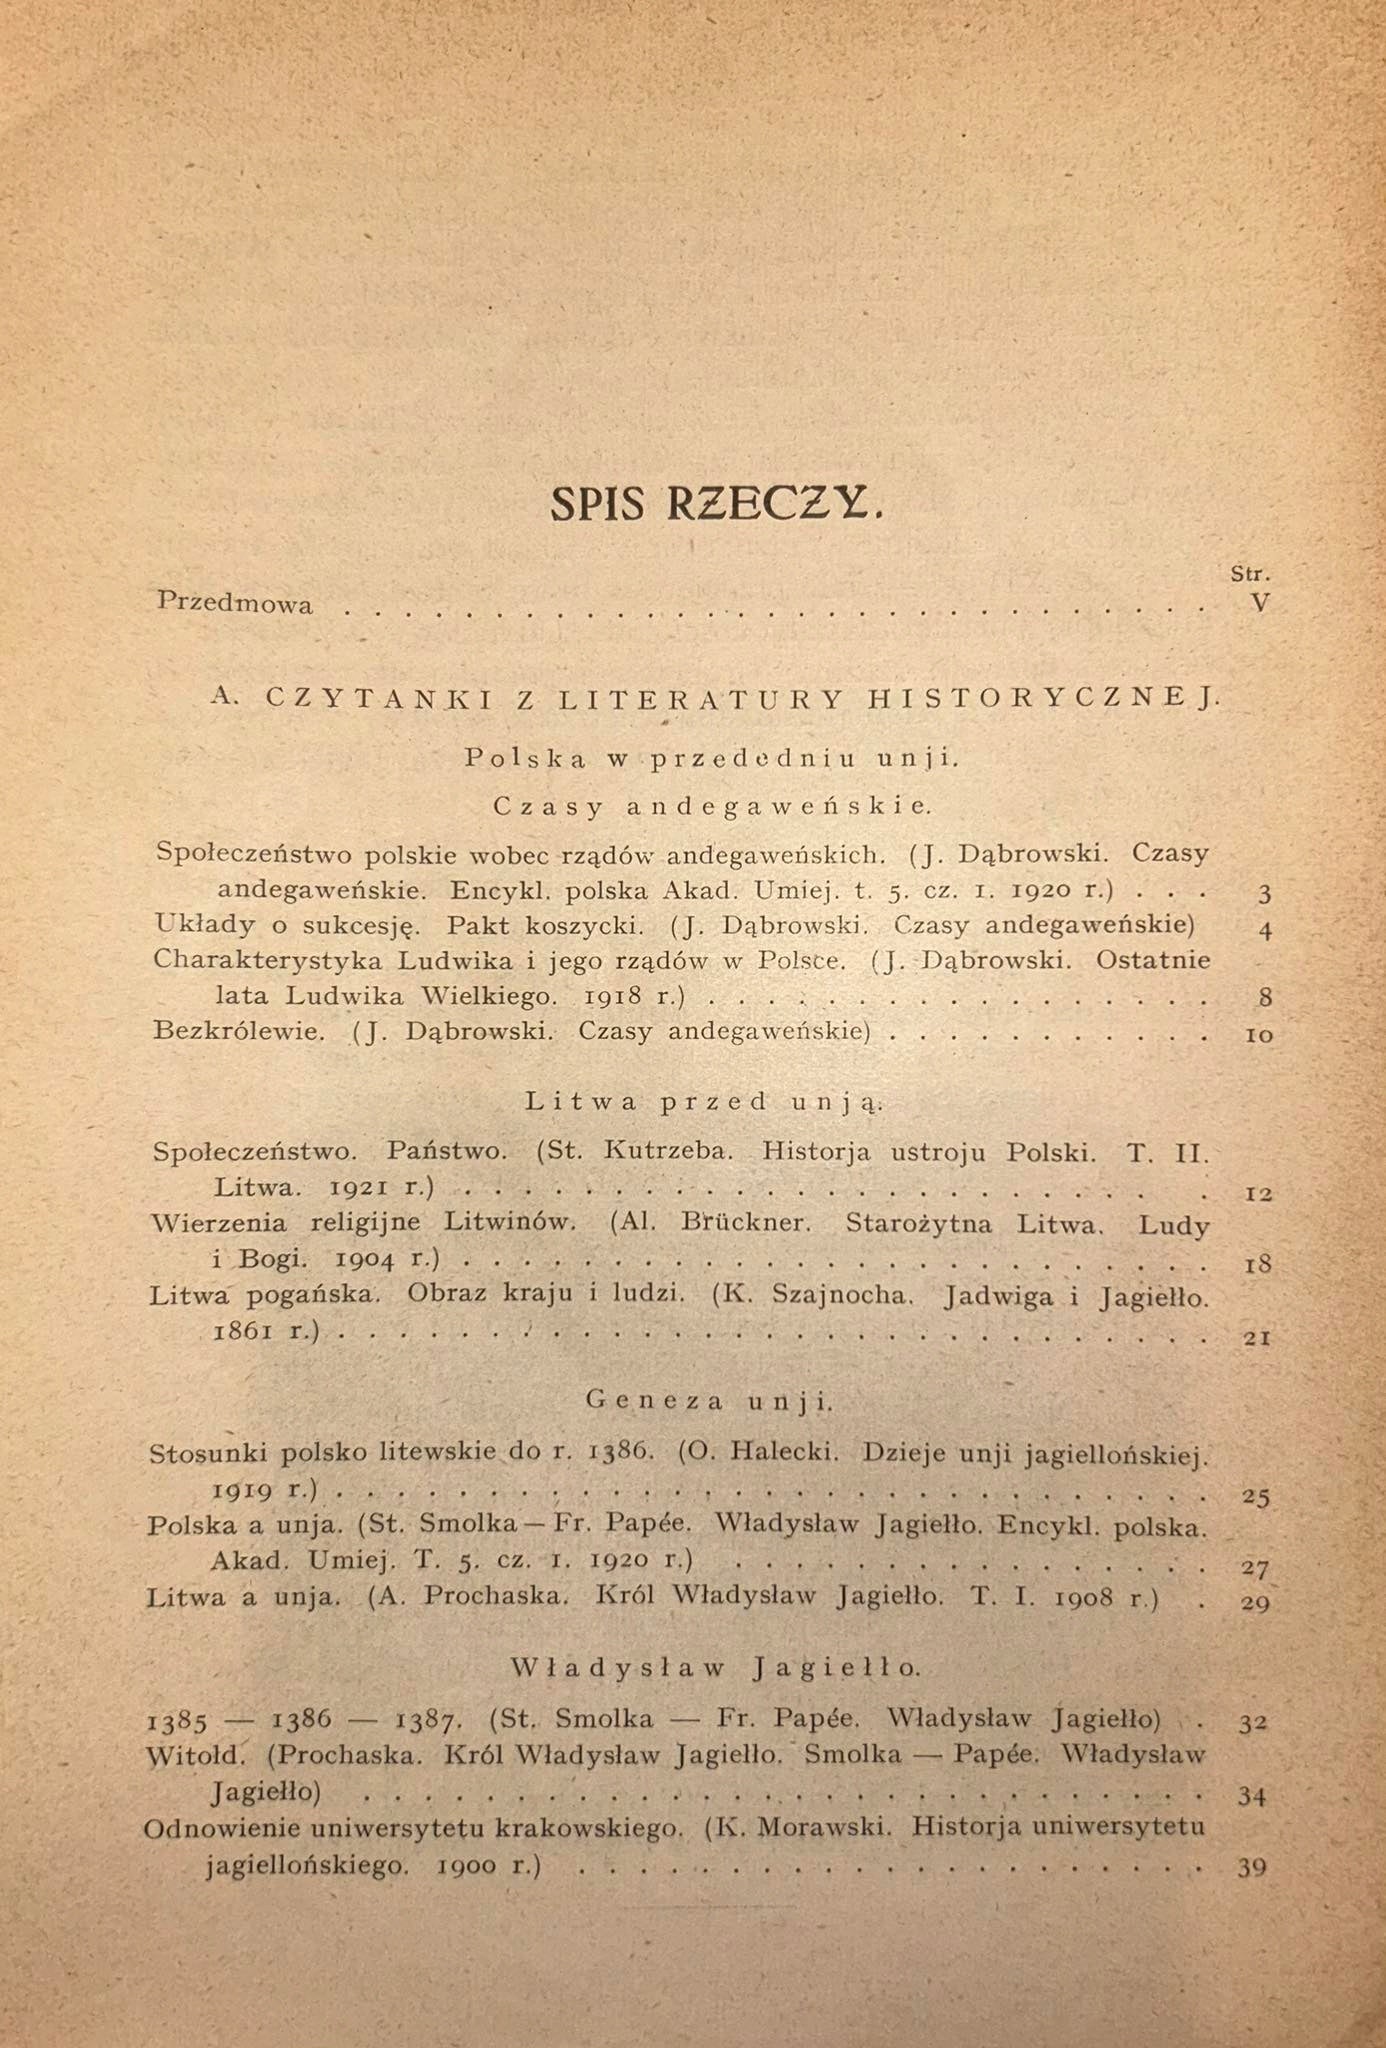 SPIS RZECZY.
Str.
Przedmowa . . . . . . . . . . . . . . . . . . . . . . . . . . . . . V
A. CZYTANKI Z LITERATURY HISTORYCZNEJ.
Polska w przededniu unji.
Czasy andegaweńskie.
Społeczeństwo polskie wobec rządów andegaweńskich. (J. Dąbrowski. Czasy
andegaweńskie. Encykl. polska Akad. Umiej. t. 5. cz. 1. 1920 r.) . . . 3
Układy o sukcesję. Pakt koszycki. (J. Dąbrowski. Czasy andegaweńskie) 4
Charakterystyka Ludwika i jego rządów w Polsce. (J. Dąbrowski. Ostatnie
lata Ludwika Wielkiego. 1918 r.) . . . . . . . . . . . . . . . . . 8
Bezkrólewie. (J. Dąbrowski. Czasy andegaweńskie) . . . . . . . . . . . 10
Litwa przed unją.
Społeczeństwo. Państwo. (St. Kutrzeba. Historja ustroju Polski. T. II.
Litwa. 1921 r.) . . . . . . . . . . . . . . . . . . . . . . . . 12
Wierzenia religijne Litwinów. (Al. Brückner. Starożytna Litwa. Ludy
i Bogi. 1904 r.) . . . . . . . . . . . . . . . . . . . . . . . . . 18
Litwa pogańska. Obraz kraju i ludzi. (K. Szajnocha. Jadwiga i Jagiełło.
1861 r.) . . . . . . . . . . . . . . . . . . . . . . . . . . . . . 21
Geneza unji.
Stosunki polsko litewskie do r. 1386. (O. Halecki. Dzieje unji jagiellońskiej.
1919 r.) . . . . . . . . . . . . . . . . . . . . . . . . . . . . . 25
Polska a unja. (St. Smolka — Fr. Papée. Władysław Jagiełło. Encykl. polska.
Akad. Umiej. T. 5. cz. 1. 1920 r.) . . . . . . . . . . . . . . . . 27
Litwa a unja. (A. Prochaska. Król Władysław Jagiełło. T. I. 1908 r.) . 29
Władysław Jagiełło.
1385 — 1386 — 1387. (St. Smolka — Fr. Papée. Władysław Jagiełło) . . 32
Witold. (Prochaska. Król Władysław Jagiełło. Smolka — Papée. Władysław
Jagiełło) . . . . . . . . . . . . . . . . . . . . . . . . . . . . 34
Odnowienie uniwersytetu krakowskiego. (K. Morawski. Historja uniwersytetu
jagiellońskiego. 1900 r.) . . . . . . . . . . . . . . . . . . . . . 39